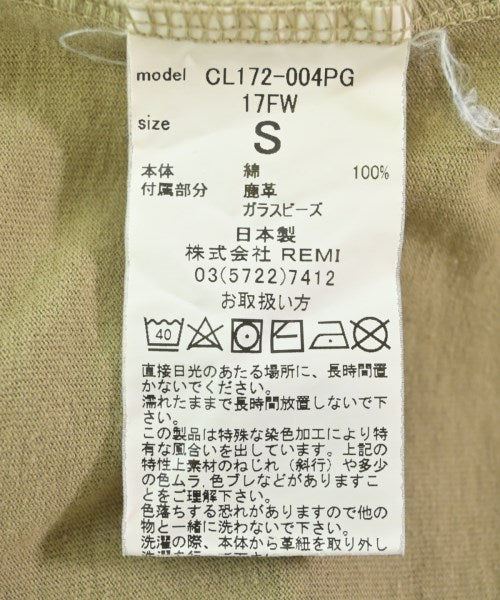 model CL172-004PG
17FW
size S
本体 綿 100%
付属部分 鹿革
ガラスビーズ
日本製
株式会社 REMI
03(5722)7412
お取扱い方
40
直接日光のあたる場所に、長時間置
かないでください。
濡れたままで長時間放置しないで下
さい。
この製品は特殊な染色加工により特
有な風合いを出しています。上記の
特性上素材のねじれ（斜行）や多少
の色ムラ、色ブレなどがありますこ
とをご理解下さい。
色落ちする恐れがありますので他の
物と一緒に洗わないで下さい。
洗濯の際、本体から革紐を取り外し